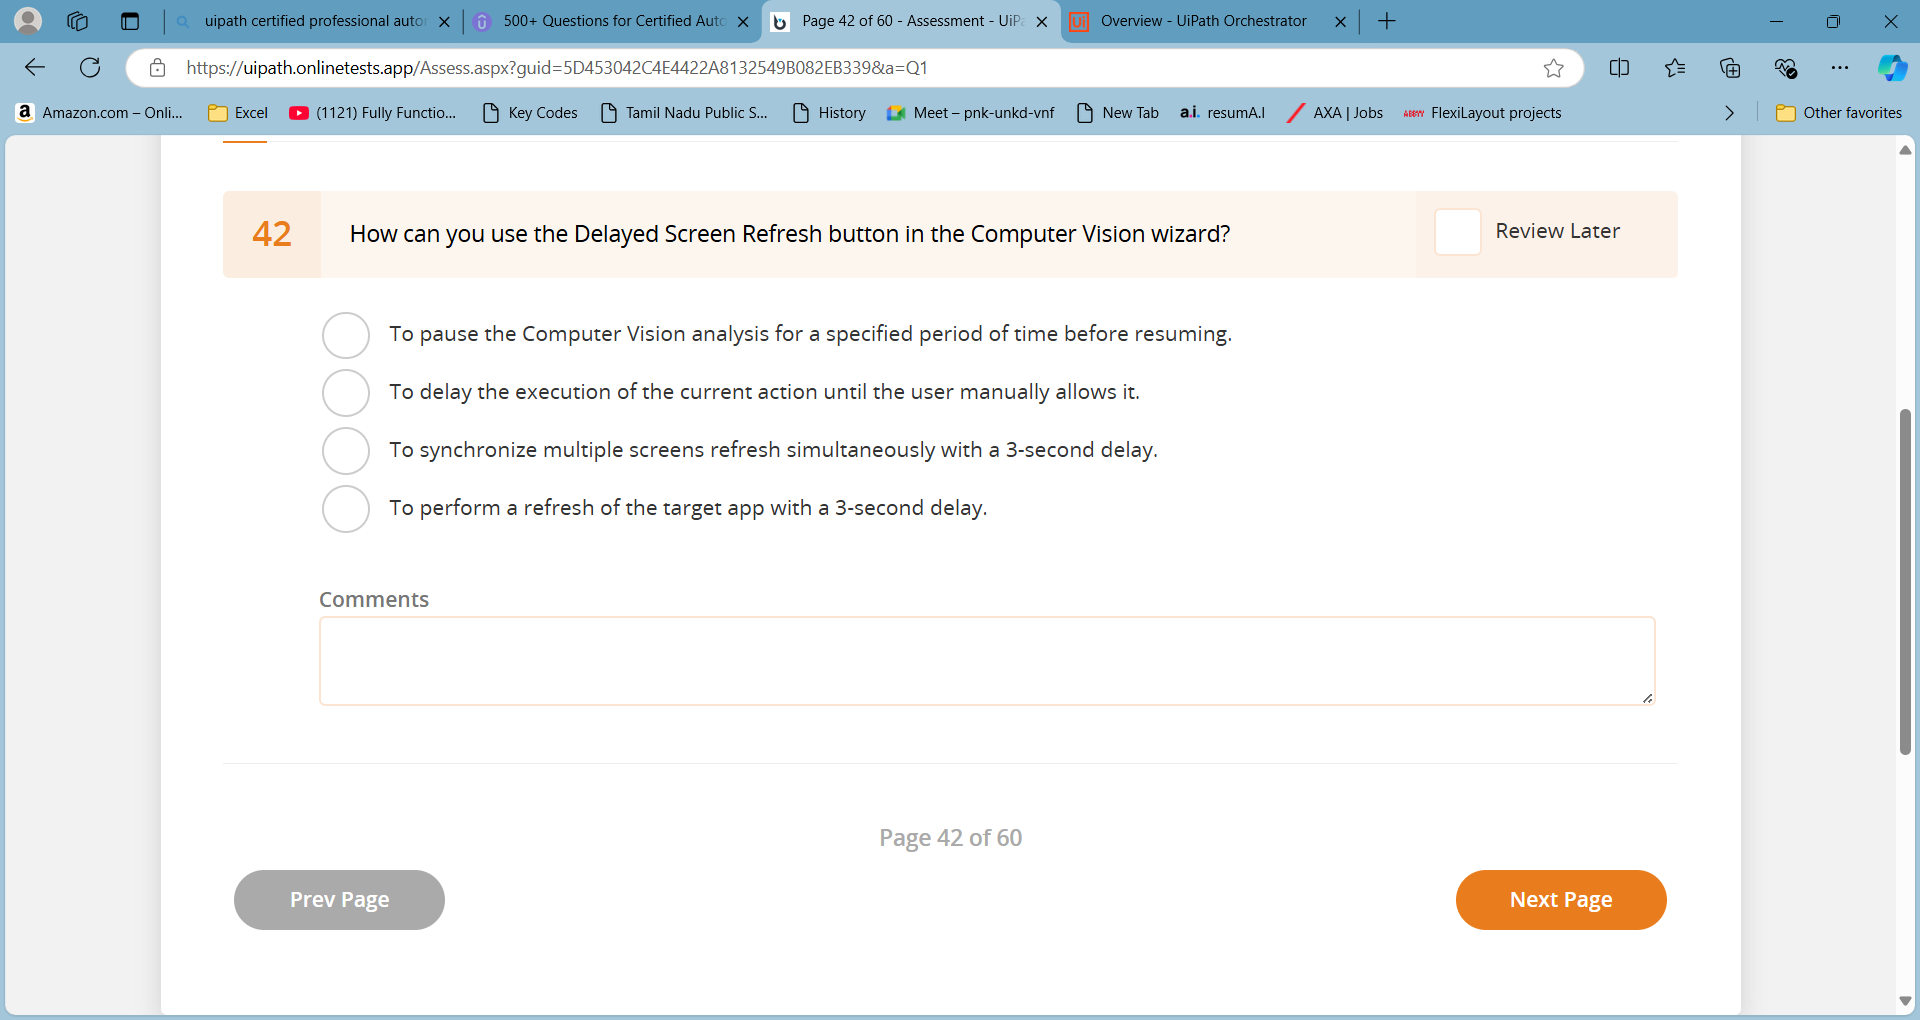 uipath certified professional auto
500+ Questions for Certified Auto
Page 42 of 60 - Assessment - UiPa
Overview - UiPath Orchestrator
https://uipath.onlinetests.app/Assess.aspx?guid=5D453042C4E4422A8132549B082EB339&a=Q1
Amazon.com – Onli...
Excel
(1121) Fully Functio...
Key Codes
Tamil Nadu Public S...
History
Meet – pnk-unkd-vnf
New Tab
a.i. resumA.I
AXA | Jobs
ABBYY FlexiLayout projects
Other favorites
42
How can you use the Delayed Screen Refresh button in the Computer Vision wizard?
Review Later
To pause the Computer Vision analysis for a specified period of time before resuming.
To delay the execution of the current action until the user manually allows it.
To synchronize multiple screens refresh simultaneously with a 3-second delay.
To perform a refresh of the target app with a 3-second delay.
Comments
Page 42 of 60
Prev Page
Next Page